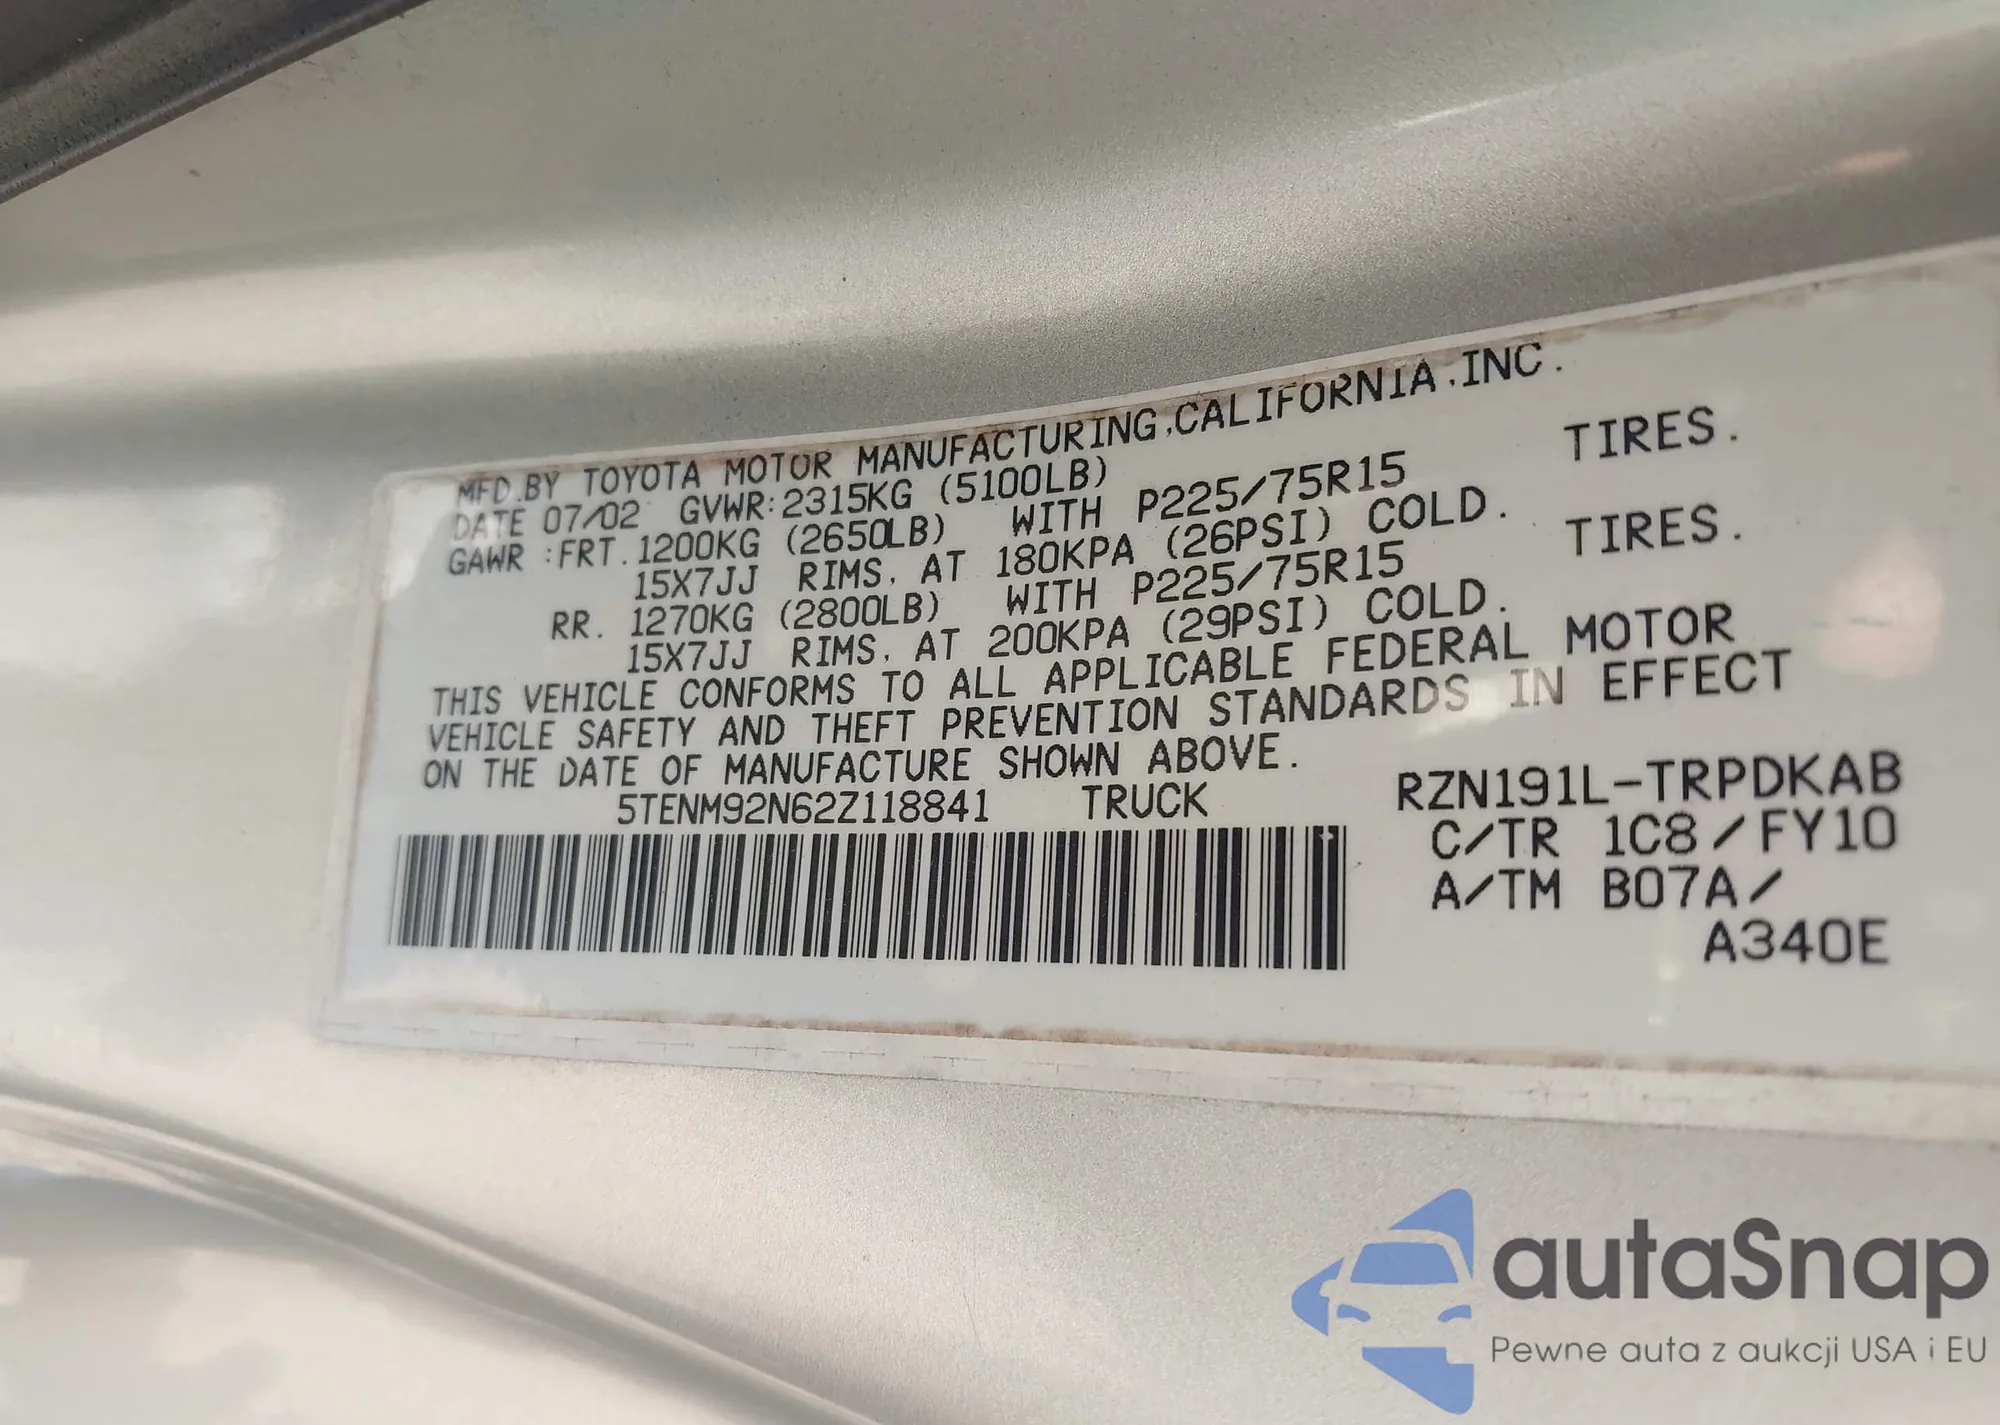 MFD.BY TOYOTA MOTOR MANUFACTURING,CALIFORNIA,INC.
DATE 07/02 GVWR:2315KG (5100LB)
GAWR :FRT.1200KG (2650LB) WITH P225/75R15 TIRES.
15X7JJ RIMS, AT 180KPA (26PSI) COLD.
RR. 1270KG (2800LB) WITH P225/75R15 TIRES.
15X7JJ RIMS, AT 200KPA (29PSI) COLD.
THIS VEHICLE CONFORMS TO ALL APPLICABLE FEDERAL MOTOR
VEHICLE SAFETY AND THEFT PREVENTION STANDARDS IN EFFECT
ON THE DATE OF MANUFACTURE SHOWN ABOVE.
5TENM92N62Z118841 TRUCK RZN191L-TRPDKAB
C/TR 1C8/FY10
A/TM B07A/
A340E
autaSnap
Pewne auta z aukcji USA i EU